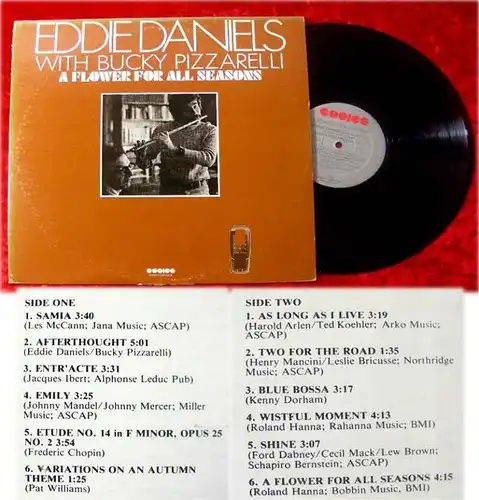 EDDIE DANIELS
WITH BUCKY PIZZARELLI
A FLOWER FOR ALL SEASONS
CHOICE
CHOICE
SIDE ONE
1. SAMIA 3:40
(Les McCann; Jana Music; ASCAP)
2. AFTERTHOUGHT 5:01
(Eddie Daniels/Bucky Pizzarelli)
3. ENTR'ACTE 3:31
(Jacques Ibert; Alphonse Leduc Pub)
4. EMILY 3:25
(Johnny Mandel/Johnny Mercer; Miller
Music; ASCAP)
5. ETUDE NO. 14 in F MINOR, OPUS 25
NO. 2 3:54
(Frederic Chopin)
6. VARIATIONS ON AN AUTUMN
THEME 1:25
(Pat Williams)
SIDE TWO
1. AS LONG AS I LIVE 3:19
(Harold Arlen/Ted Koehler; Arko Music;
ASCAP)
2. TWO FOR THE ROAD 1:35
(Henry Mancini/Leslie Bricusse; Northridge
Music; ASCAP)
3. BLUE BOSSA 3:17
(Kenny Dorham)
4. WISTFUL MOMENT 4:13
(Roland Hanna; Rahanna Music; BMI)
5. SHINE 3:07
(Ford Dabney/Cecil Mack/Lew Brown;
Schapiro Bernstein; ASCAP)
6. A FLOWER FOR ALL SEASONS 4:15
(Roland Hanna; Bobbin Music, BMI)